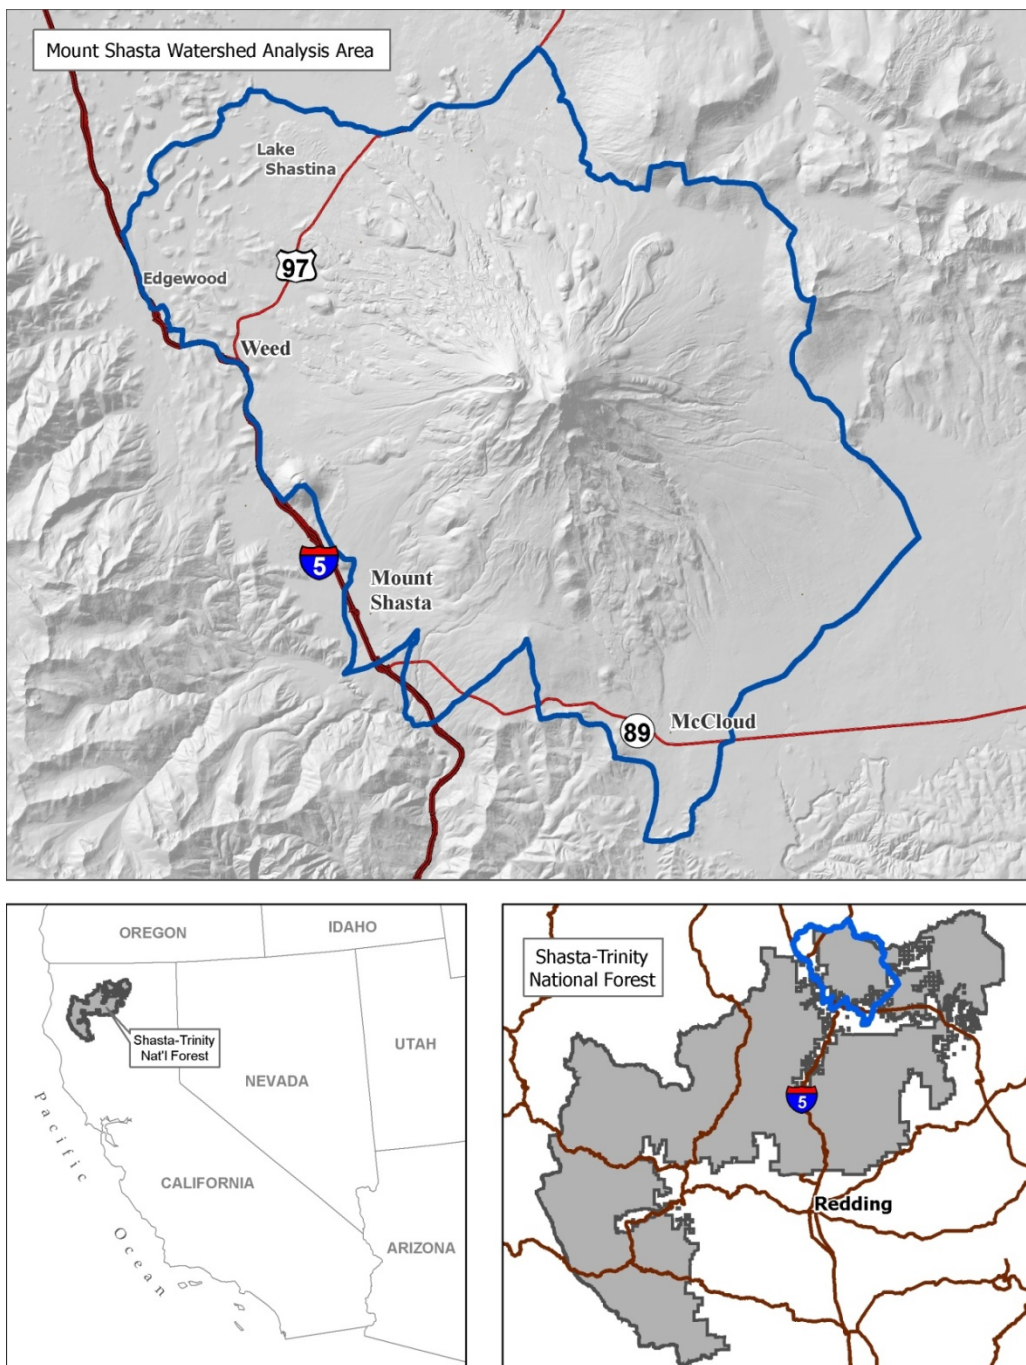 Mount Shasta Watershed Analysis Area
Lake
Shastina
97
Edgewood
Weed
5
Mount
Shasta
McCloud
89
OREGON
IDAHO
Shasta-Trinity
Nat'l Forest
UTAH
NEVADA
Pacific Ocean
CALIFORNIA
ARIZONA
Shasta-Trinity
National Forest
5
Redding